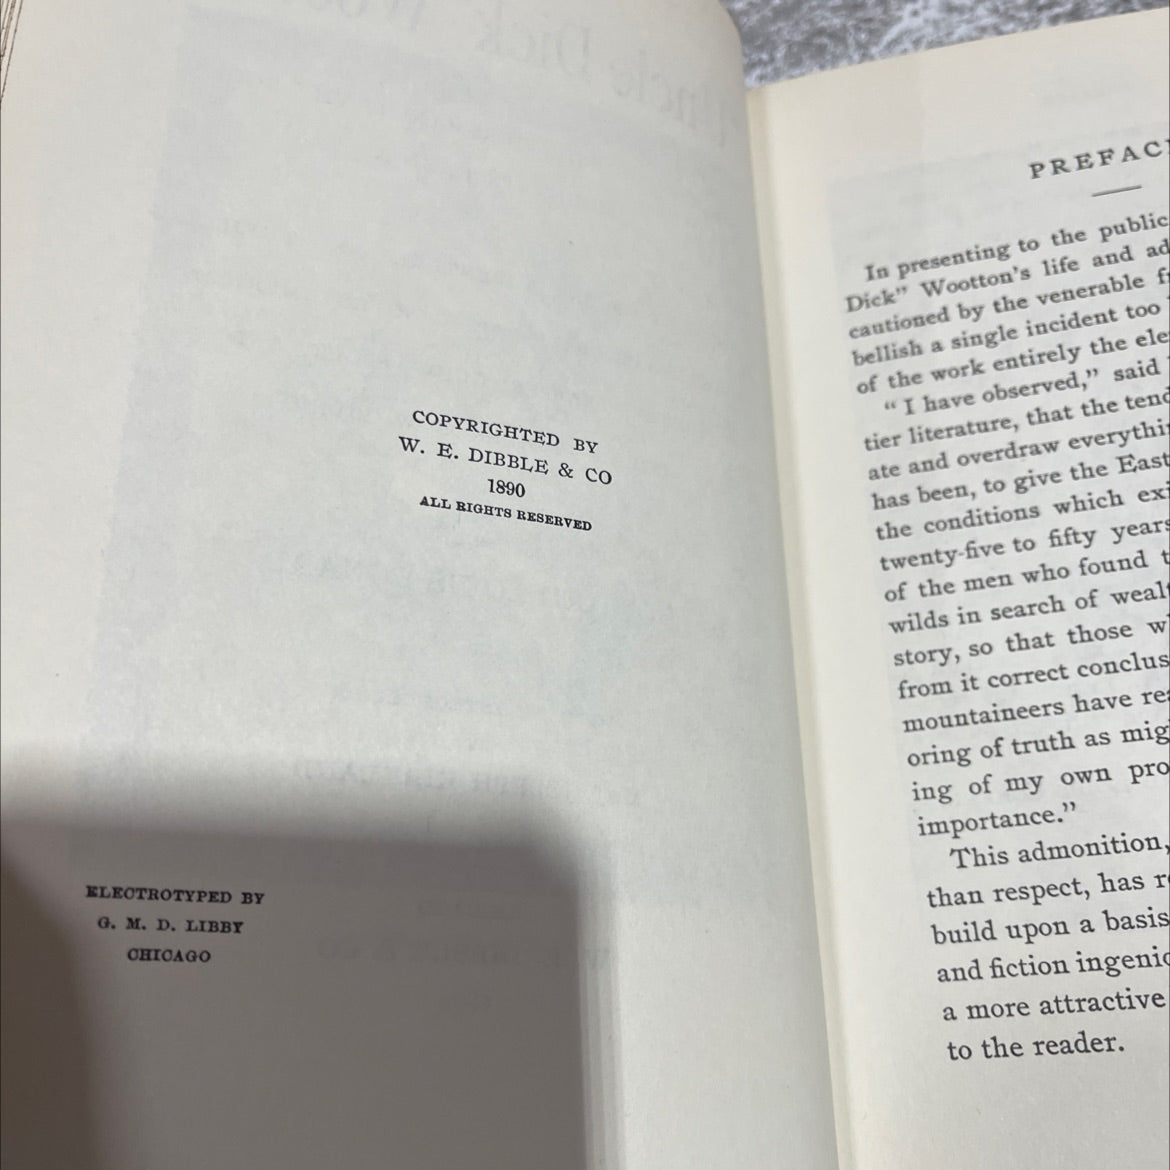 COPYRIGHTED BY
W. E. DIBBLE & CO
1890
ALL RIGHTS RESERVED
ELECTROTYPED BY
G. M. D. LIBBY
CHICAGO
PREFAC
In presenting to the public
Dick" Wootton's life and ad
cautioned by the venerable f
bellish a single incident too
of the work entirely the ele
"I have observed," said
tier literature, that the tend
ate and overdraw everythi
has been, to give the East
the conditions which exi
twenty-five to fifty years
of the men who found t
wilds in search of weal
story, so that those w
from it correct conclus
mountaineers have re
oring of truth as mig
ing of my own pro
importance."
This admonition,
than respect, has r
build upon a basis
and fiction ingenio
a more attractive
to the reader.